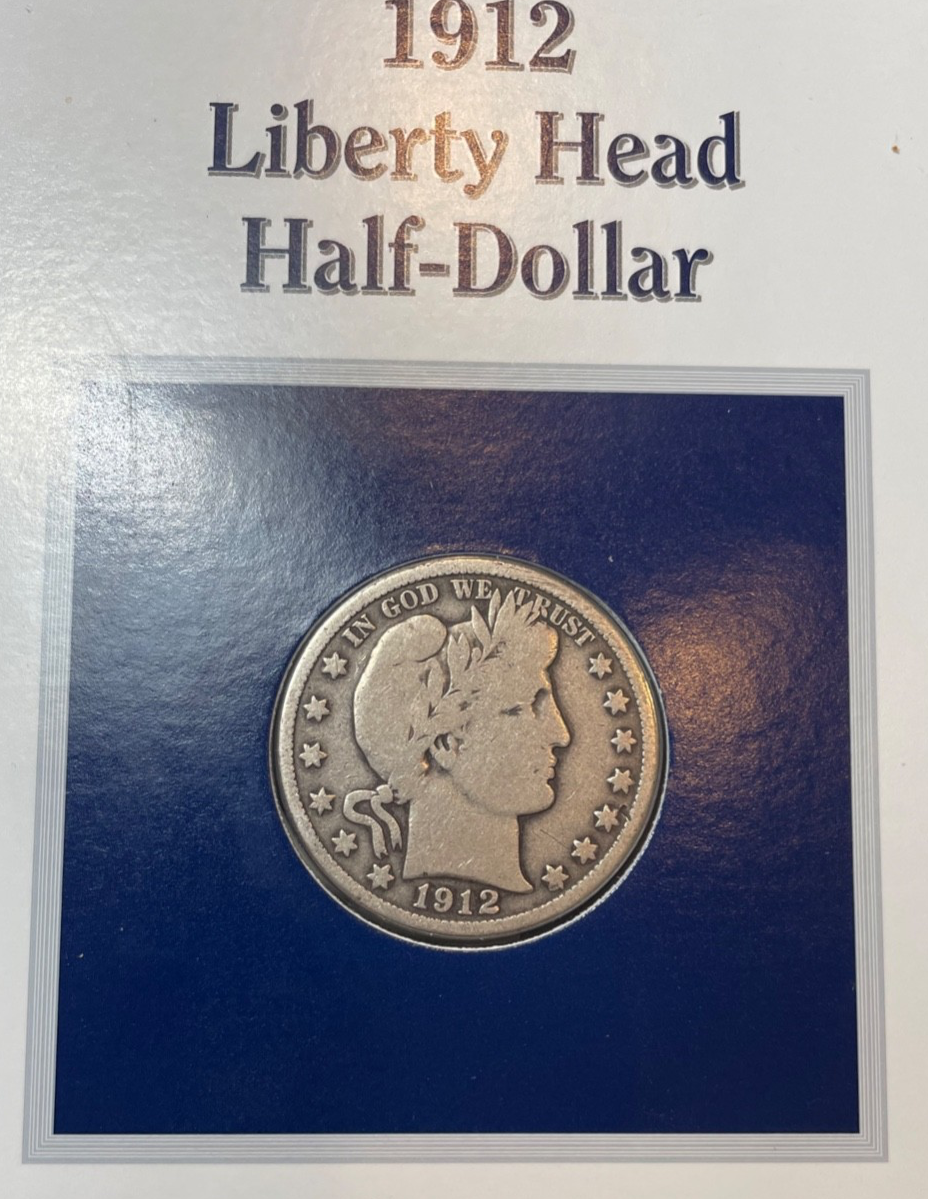 1912
Liberty Head
Half-Dollar
IN GOD WE TRUST
1912